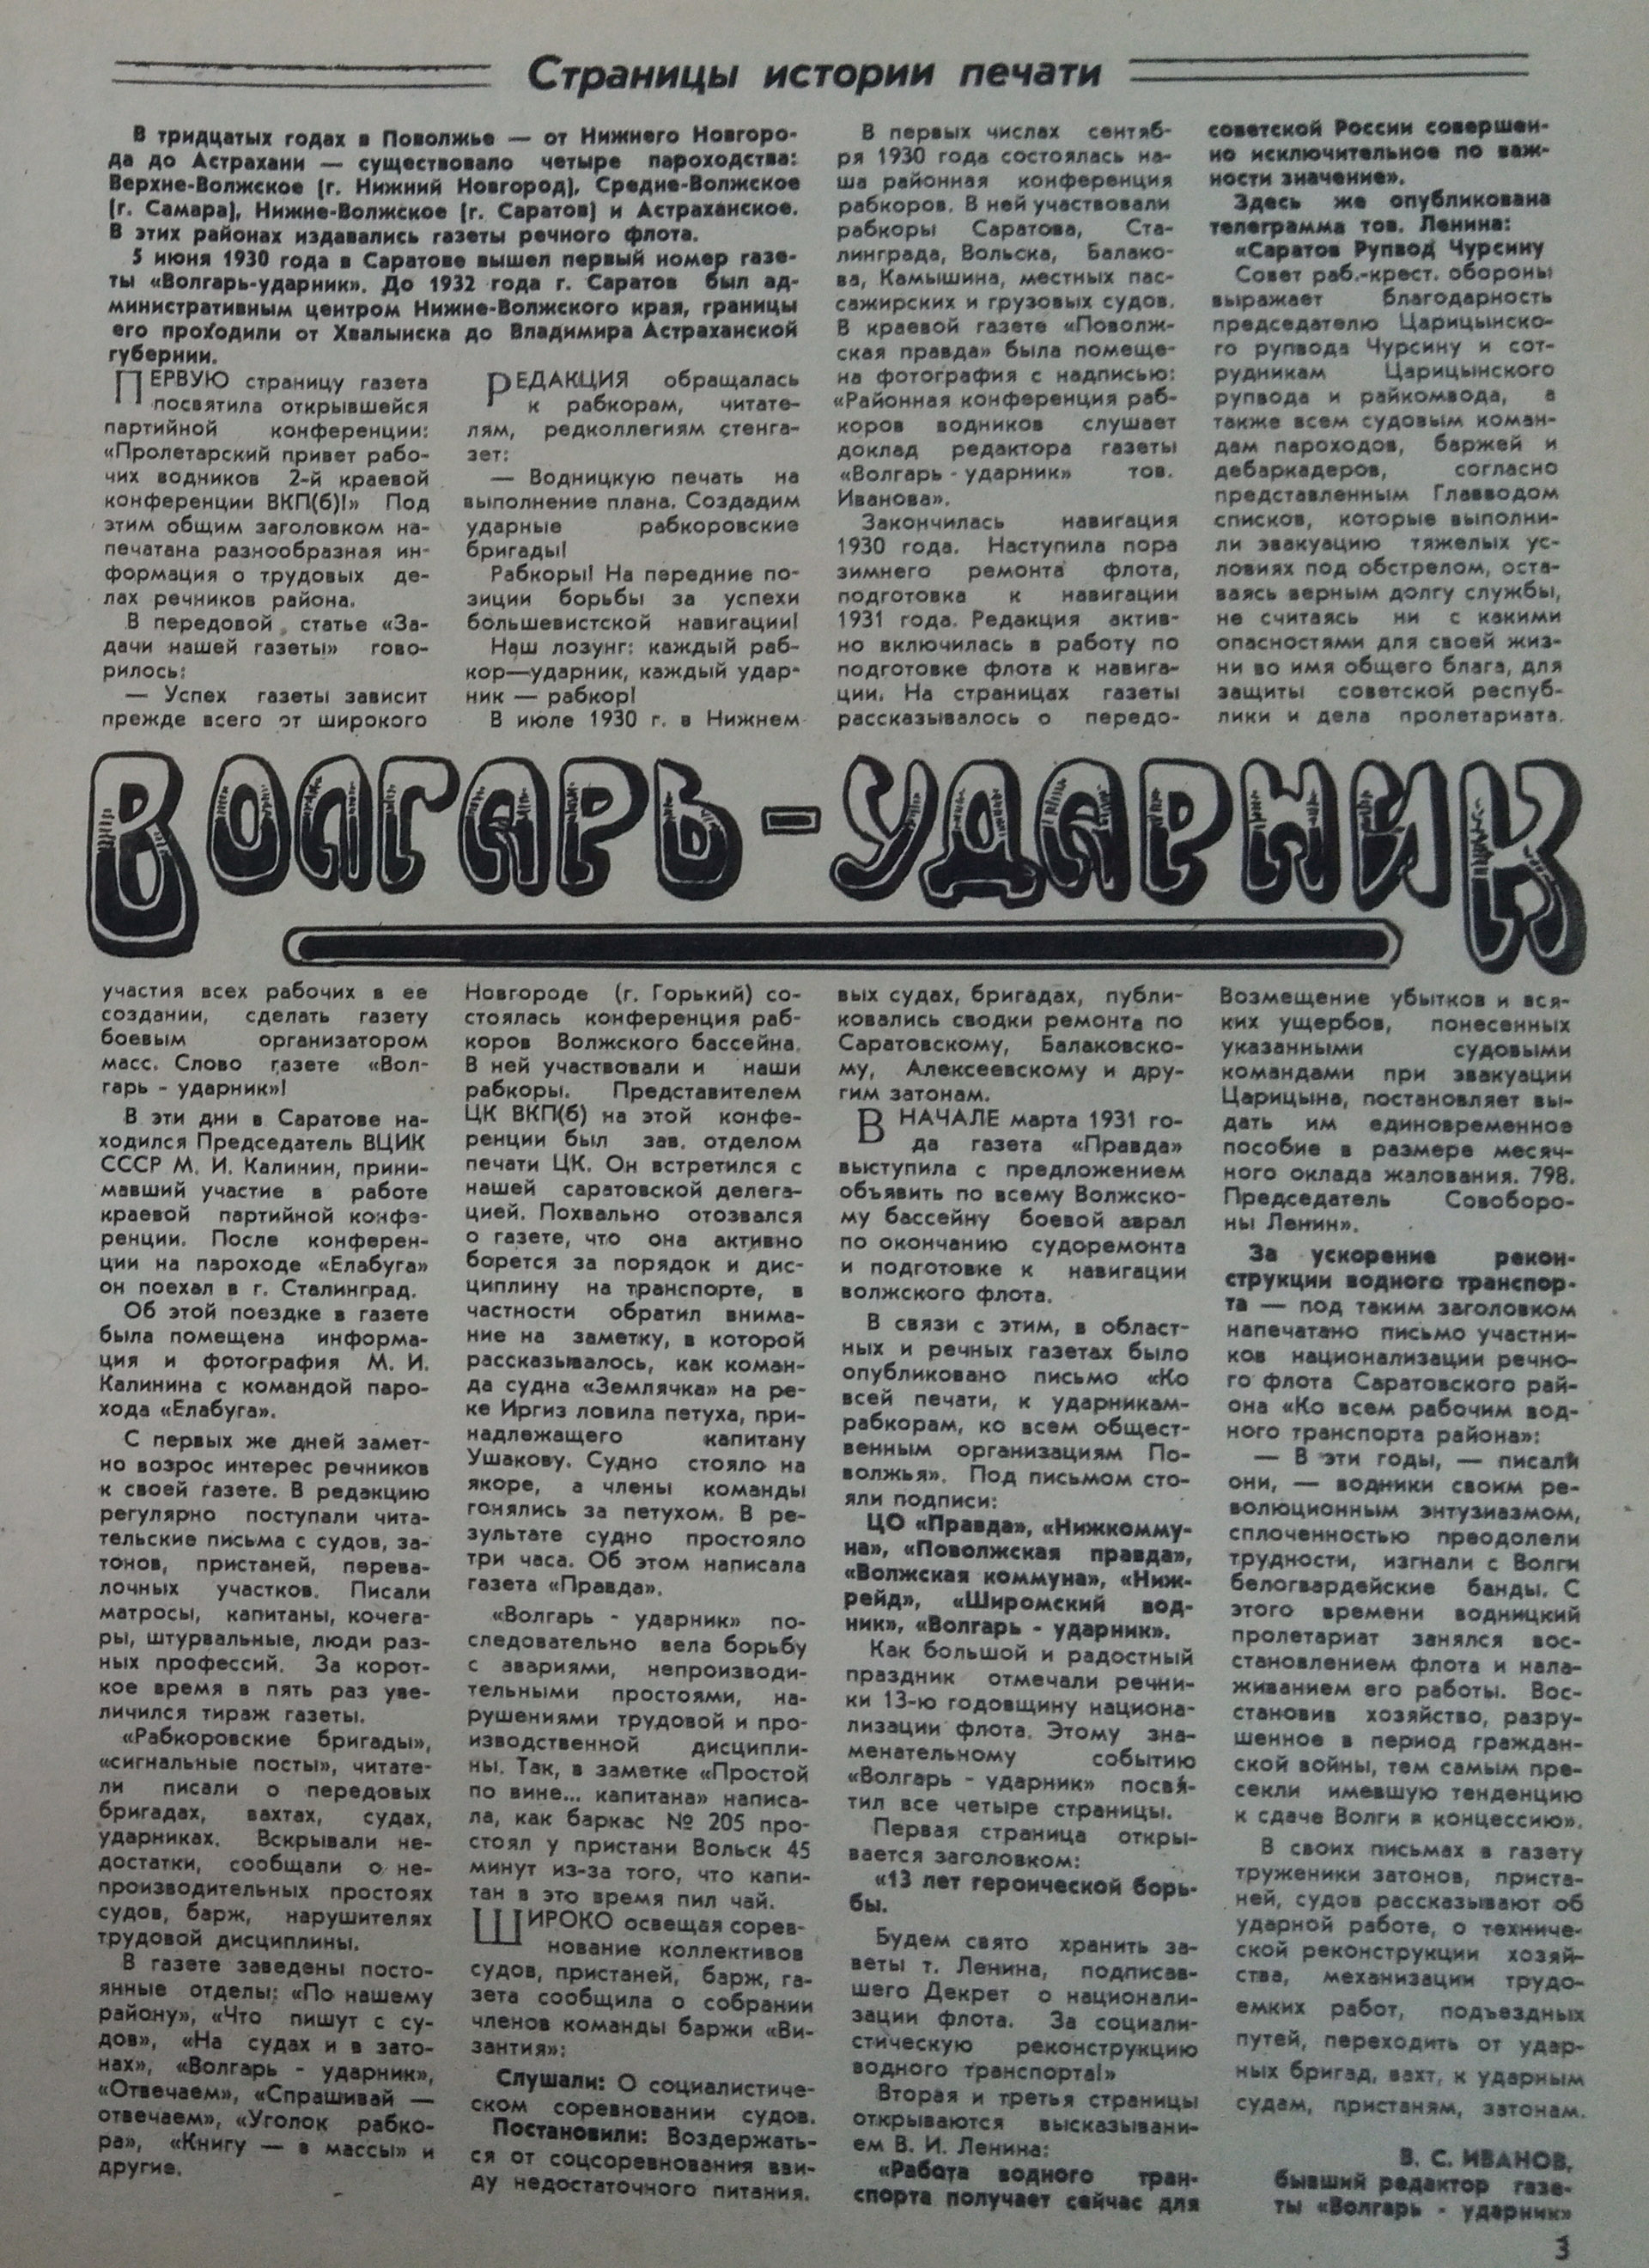 Страницы истории печати
В тридцатых годах в Поволжье — от Нижнего Новгоро-
да до Астрахани — существовало четыре пароходства:
Верхне-Волжское (г. Нижний Новгород), Средне-Волжское
(г. Самара), Нижне-Волжское (г. Саратов) и Астраханское.
В этих районах издавались газеты речного флота.
5 июня 1930 года в Саратове вышел первый номер газе-
ты «Волгарь-ударник». До 1932 года г. Саратов был ад-
министративным центром Нижне-Волжского края, границы
его проходили от Хвалынска до Владимира Астраханской
губернии.
ПЕРВУЮ страницу газета
посвятила открывшейся
партийной конференции:
«Пролетарский привет рабо-
чих водников 2-й краевой
конференции ВКП(б)!» Под
этим общим заголовком на-
печатана разнообразная ин-
формация о трудовых де-
лах речников района.
В передовой статье «За-
дачи нашей газеты» гово-
рилось:
— Успех газеты зависит
прежде всего от широкого
ВОЛГАРЬ-УДАРНИК
участия всех рабочих в ее
создании, сделать газету
боевым организатором
масс. Слово газете «Вол-
гарь - ударник»!
В эти дни в Саратове на-
ходился Председатель ВЦИК
СССР М. И. Калинин, прини-
мавший участие в работе
краевой партийной конфе-
ренции. После конферен-
ции на пароходе «Елабуга»
он поехал в г. Сталинград.
Об этой поездке в газете
была помещена информа-
ция и фотография М. И.
Калинина с командой паро-
хода «Елабуга».
С первых же дней замет-
но возрос интерес речников
к своей газете. В редакцию
регулярно поступали чита-
тельские письма с судов, за-
тонов, пристаней, перева-
лочных участков. Писали
матросы, капитаны, кочега-
ры, штурвальные, люди раз-
ных профессий. За корот-
кое время в пять раз уве-
личился тираж газеты.
«Рабкоровские бригады»,
«сигнальные посты», читате-
ли писали о передовых
бригадах, вахтах, судах,
ударниках. Вскрывали не-
достатки, сообщали о не-
производительных простоях
судов, барж, нарушителях
трудовой дисциплины.
В газете заведены посто-
янные отделы: «По нашему
району», «Что пишут с су-
дов», «На судах и в зато-
нах», «Волгарь - ударник»,
«Отвечаем», «Спрашивай —
отвечаем», «Уголок рабко-
ра», «Книгу — в массы» и
другие.
РЕДАКЦИЯ обращалась
к рабкорам, читате-
лям, редколлегиям стенга-
зет:
— Водницкую печать на
выполнение плана. Создадим
ударные рабкоровские
бригады!
Рабкоры! На передние по-
зиции борьбы за успехи
большевистской навигации!
Наш лозунг: каждый раб-
кор—ударник, каждый удар-
ник — рабкор!
В июле 1930 г. в Нижнем
Новгороде (г. Горький) со-
стоялась конференция раб-
коров Волжского бассейна.
В ней участвовали и наши
рабкоры. Представителем
ЦК ВКП(б) на этой конфе-
ренции был зав. отделом
печати ЦК. Он встретился с
нашей саратовской делега-
цией. Похвально отозвался
о газете, что она активно
борется за порядок и дис-
циплину на транспорте, в
частности обратил внима-
ние на заметку, в которой
рассказывалось, как коман-
да судна «Землячка» на ре-
ке Иргиз ловила петуха, при-
надлежащего капитану
Ушакову. Судно стояло на
якоре, а члены команды
гонялись за петухом. В ре-
зультате судно простояло
три часа. Об этом написала
газета «Правда».
«Волгарь - ударник» по-
следовательно вела борьбу
с авариями, непроизводи-
тельными простоями, на-
рушениями трудовой и про-
изводственной дисципли-
ны. Так, в заметке «Простой
по вине... капитана» написа-
ла, как баркас № 205 про-
стоял у пристани Вольск 45
минут из-за того, что капи-
тан в это время пил чай.
ШИРОКО освещая сорев-
нование коллективов
судов, пристаней, барж, га-
зета сообщила о собрании
членов команды баржи «Ви-
зантия»:
Слушали: О социалистиче-
ском соревновании судов.
Постановили: Воздержать-
ся от соцсоревнования вви-
ду недостаточного питания.
В первых числах сентяб-
ря 1930 года состоялась на-
ша районная конференция
рабкоров. В ней участвовали
рабкоры Саратова, Ста-
линграда, Вольска, Балако-
ва, Камышина, местных пас-
сажирских и грузовых судов.
В краевой газете «Поволж-
ская правда» была помеще-
на фотография с надписью:
«Районная конференция раб-
коров водников слушает
доклад редактора газеты
«Волгарь - ударник» тов.
Иванова».
Закончилась навигация
1930 года. Наступила пора
зимнего ремонта флота,
подготовка к навигации
1931 года. Редакция актив-
но включилась в работу по
подготовке флота к навига-
ции. На страницах газеты
рассказывалось о передо-
вых судах, бригадах, публи-
ковались сводки ремонта по
Саратовскому, Балаковско-
му, Алексеевскому и дру-
гим затонам.
В НАЧАЛЕ марта 1931 го-
да газета «Правда»
выступила с предложением
объявить по всему Волжско-
му бассейну боевой аврал
по окончанию судоремонта
и подготовке к навигации
волжского флота.
В связи с этим, в област-
ных и речных газетах было
опубликовано письмо «Ко
всей печати, к ударникам-
рабкорам, ко всем общест-
венным организациям По-
волжья». Под письмом сто-
яли подписи:
ЦО «Правда», «Нижкомму-
на», «Поволжская правда»,
«Волжская коммуна», «Ниж-
рейд», «Широмский вод-
ник», «Волгарь - ударник».
Как большой и радостный
праздник отмечали речни-
ки 13-ю годовщину национа-
лизации флота. Этому зна-
менательному событию
«Волгарь - ударник» посвя-
тил все четыре страницы.
Первая страница откры-
вается заголовком:
«13 лет героической борь-
бы.
Будем свято хранить за-
веты т. Ленина, подписав-
шего Декрет о национали-
зации флота. За социали-
стическую реконструкцию
водного транспорта!»
Вторая и третья страницы
открываются высказывани-
ем В. И. Ленина:
«Работа водного тран-
спорта получает сейчас для
советской России совершен-
но исключительное по важ-
ности значение».
Здесь же опубликована
телеграмма тов. Ленина:
«Саратов Рупвод Чурсину
Совет раб.-крест. обороны
выражает благодарность
председателю Царицынско-
го рупвода Чурсину и сот-
рудникам Царицынского
рупвода и райкомвода, а
также всем судовым коман-
дам пароходов, баржей и
дебаркадеров, согласно
представленным Главводом
списков, которые выполни-
ли эвакуацию тяжелых ус-
ловиях под обстрелом, оста-
ваясь верным долгу службы,
не считаясь ни с какими
опасностями для своей жиз-
ни во имя общего блага, для
защиты советской респуб-
лики и дела пролетариата.
Возмещение убытков и вся-
ких ущербов, понесенных
указанными судовыми
командами при эвакуации
Царицына, постановляет вы-
дать им единовременное
пособие в размере месяч-
ного оклада жалования. 798.
Председатель Совоборо-
ны Ленин».
За ускорение рекон-
струкции водного транспор-
та — под таким заголовком
напечатано письмо участни-
ков национализации речно-
го флота Саратовского рай-
она «Ко всем рабочим вод-
ного транспорта района»:
— В эти годы, — писали
они, — водники своим ре-
волюционным энтузиазмом,
сплоченностью преодолели
трудности, изгнали с Волги
белогвардейские банды. С
этого времени водницкий
пролетариат занялся вос-
становлением флота и нала-
живанием его работы. Вос-
становив хозяйство, разру-
шенное в период граждан-
ской войны, тем самым пре-
секли имевшую тенденцию
к сдаче Волги в концессию».
В своих письмах в газету
труженики затонов, приста-
ней, судов рассказывают об
ударной работе, о техниче-
ской реконструкции хозяй-
ства, механизации трудо-
емких работ, подъездных
путей, переходить от удар-
ных бригад, вахт, к ударным
судам, пристаням, затонам.
В. С. ИВАНОВ,
бывший редактор газе-
ты «Волгарь - ударник»
3